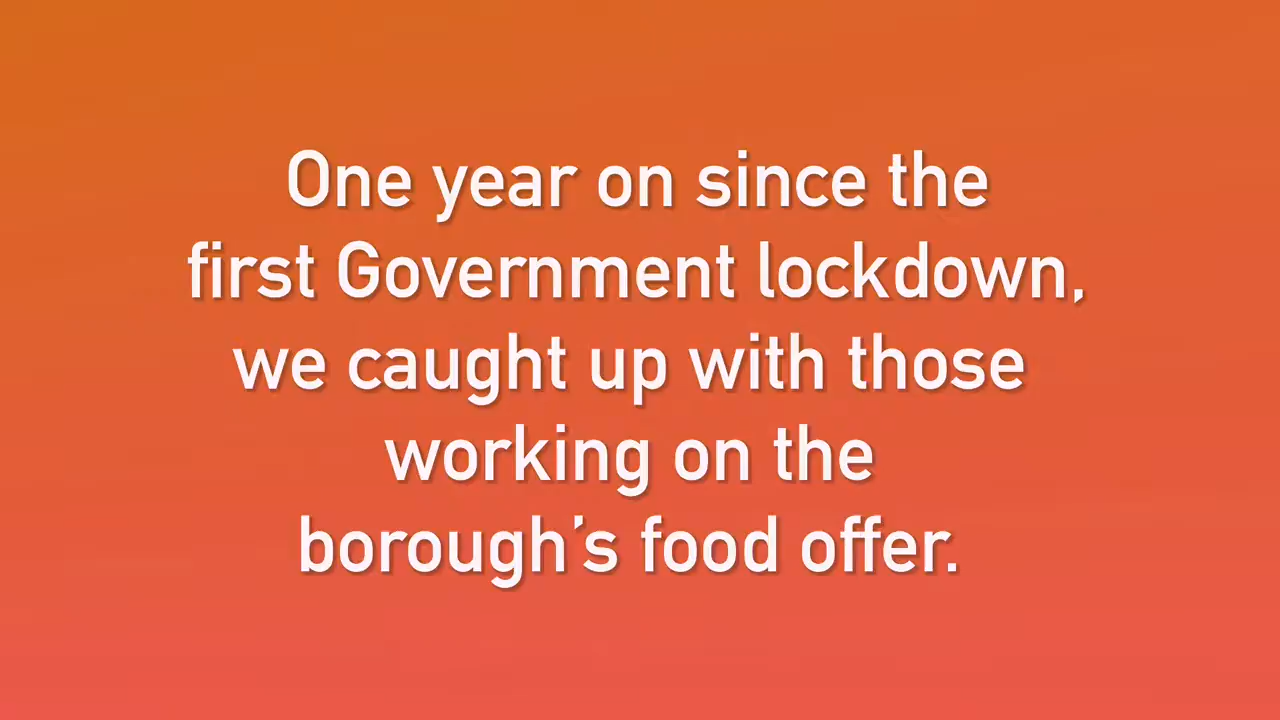 One year on since the
first Government lockdown,
we caught up with those
working on the
borough’s food offer.